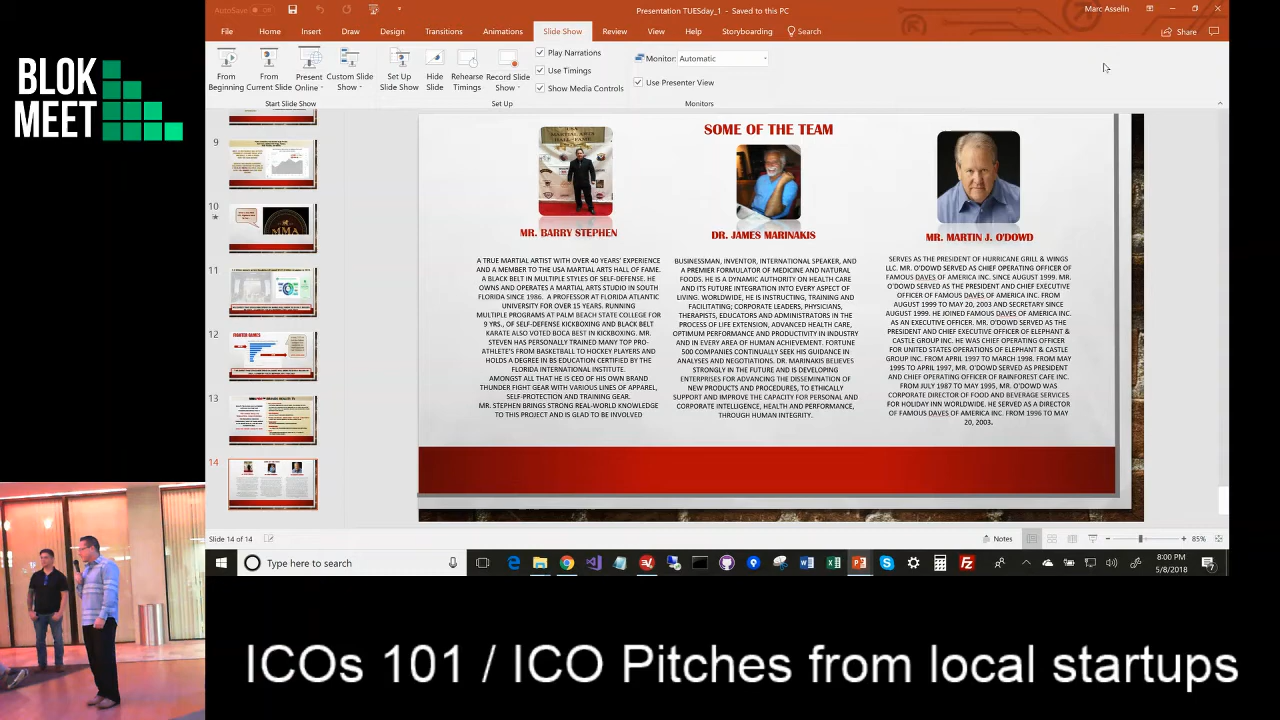 AutoSave
Off
Presentation TUESday_1 - Saved to this PC
Marc Asselin
File
Home
Insert
Draw
Design
Transitions
Animations
Slide Show
Review
View
Help
Storyboarding
Search
Share
From
Beginning
From
Current Slide
Present
Online
Custom Slide
Show
Set Up
Slide Show
Hide
Slide
Rehearse
Timings
Record Slide
Show
Play Narrations
Use Timings
Show Media Controls
Monitor:
Automatic
Use Presenter View
Start Slide Show
Set Up
Monitors
BLOK
MEET
9
10
11
12
13
14
SOME OF THE TEAM
MR. BARRY STEPHEN
A TRUE MARTIAL ARTIST WITH OVER 40 YEARS' EXPERIENCE
AND A MEMBER TO THE USA MARTIAL ARTS HALL OF FAME.
A BLACK BELT IN MULTIPLE STYLES OF SELF-DEFENSE. HE
OWNS AND OPERATES A MARTIAL ARTS STUDIO IN SOUTH
FLORIDA SINCE 1986. A PROFESSOR AT FLORIDA ATLANTIC
UNIVERSITY FOR OVER 15 YEARS. RUNNING
MULTIPLE PROGRAMS AT PALM BEACH STATE COLLEGE FOR
9 YRS., OF SELF-DEFENSE KICKBOXING AND BLACK BELT
KARATE ALSO VOTED BOCA BEST IN KICKBOXING. MR.
STEVEN HAS PERSONALLY TRAINED MANY TOP PRO-
ATHLETE'S FROM BASKETBALL TO HOCKEY PLAYERS AND
HOLDS A DEGREE IN BS EDUCATION CERTIFIED BY THE
FLORIDA INTERNATIONAL INSTITUTE.
AMONGST ALL THAT HE IS CEO OF HIS OWN BRAND
THUNDER FIGHT GEAR WITH VARIOUS LINES OF APPAREL,
SELF-PROTECTION AND TRAINING GEAR.
MR. STEPHEN BRINGS STRONG REAL-WORLD KNOWLEDGE
TO THIS PROJECT AND IS GLAD TO BE INVOLVED
DR. JAMES MARINAKIS
BUSINESSMAN, INVENTOR, INTERNATIONAL SPEAKER, AND
A PREMIER FORMULATOR OF MEDICINE AND NATURAL
FOODS. HE IS A DYNAMIC AUTHORITY ON HEALTH CARE
AND ITS FUTURE INTEGRATION INTO EVERY ASPECT OF
LIVING. WORLDWIDE, HE IS INSTRUCTING, TRAINING AND
FACILITATING; CORPORATE LEADERS, PHYSICIANS,
THERAPISTS, EDUCATORS AND ADMINISTRATORS IN THE
PROCESS OF LIFE EXTENSION, ADVANCED HEALTH CARE,
OPTIMUM PERFORMANCE AND PRODUCTIVITY IN INDUSTRY
AND IN EVERY AREA OF HUMAN ACHIEVEMENT. FORTUNE
500 COMPANIES CONTINUALLY SEEK HIS GUIDANCE IN
ANALYSES AND NEGOTIATIONS. DR. MARINAKIS BELIEVES
STRONGLY IN THE FUTURE AND IS DEVELOPING
ENTERPRISES FOR ADVANCING THE DISSEMINATION OF
NEW PRODUCTS AND PROCEDURES, TO ETHICALLY
SUPPORT AND IMPROVE THE CAPACITY FOR PERSONAL AND
CORPORATE INTELLIGENCE, HEALTH AND PERFORMANCE,
THROUGH HUMAN INTEGRITY.
MR. MARTIN J. O'DOWD
SERVES AS THE PRESIDENT OF HURRICANE GRILL & WINGS
LLC. MR. O'DOWD SERVED AS CHIEF OPERATING OFFICER OF
FAMOUS DAVES OF AMERICA INC. SINCE AUGUST 1999. MR.
O'DOWD SERVED AS THE PRESIDENT AND CHIEF EXECUTIVE
OFFICER OF FAMOUS DAVES OF AMERICA INC. FROM
AUGUST 1999 TO MAY 20, 2003 AND SECRETARY SINCE
AUGUST 1999. HE JOINED FAMOUS DAVES OF AMERICA INC.
AS AN EXECUTIVE OFFICER. MR. O'DOWD SERVED AS THE
PRESIDENT AND CHIEF EXECUTIVE OFFICER OF ELEPHANT &
CASTLE GROUP INC. HE WAS CHIEF OPERATING OFFICER
FOR UNITED STATES OPERATIONS OF ELEPHANT & CASTLE
GROUP INC. FROM APRIL 1997 TO MARCH 1998. FROM MAY
1995 TO APRIL 1997, MR. O'DOWD SERVED AS PRESIDENT
AND CHIEF OPERATING OFFICER OF RAINFOREST CAFE INC.
FROM JULY 1987 TO MAY 1995, MR. O'DOWD WAS
CORPORATE DIRECTOR OF FOOD AND BEVERAGE SERVICES
FOR HOLIDAY INN WORLDWIDE. HE SERVED AS A DIRECTOR
OF FAMOUS DAVES OF AMERICA INC. FROM 1996 TO MAY
20, 2003.
Slide 14 of 14
Notes
85%
Type here to search
8:00 PM
5/8/2018
ICOs 101 / ICO Pitches from local startups